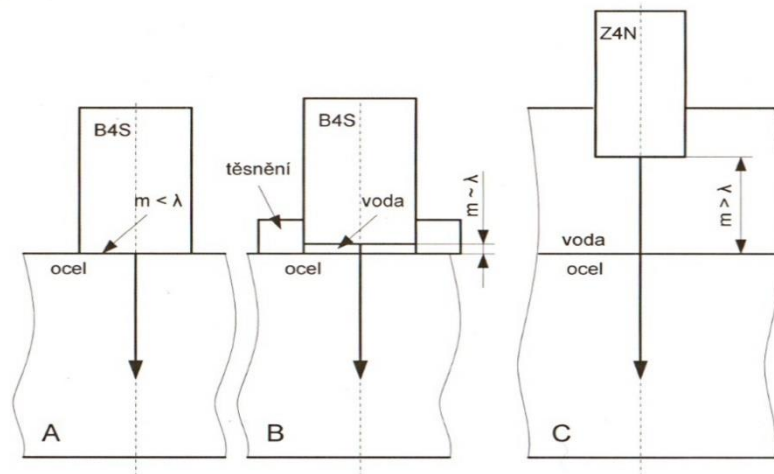 B4S
m < λ
ocel
A
těsnění
B4S
voda
m ~ λ
ocel
B
Z4N
m > λ
voda
ocel
C